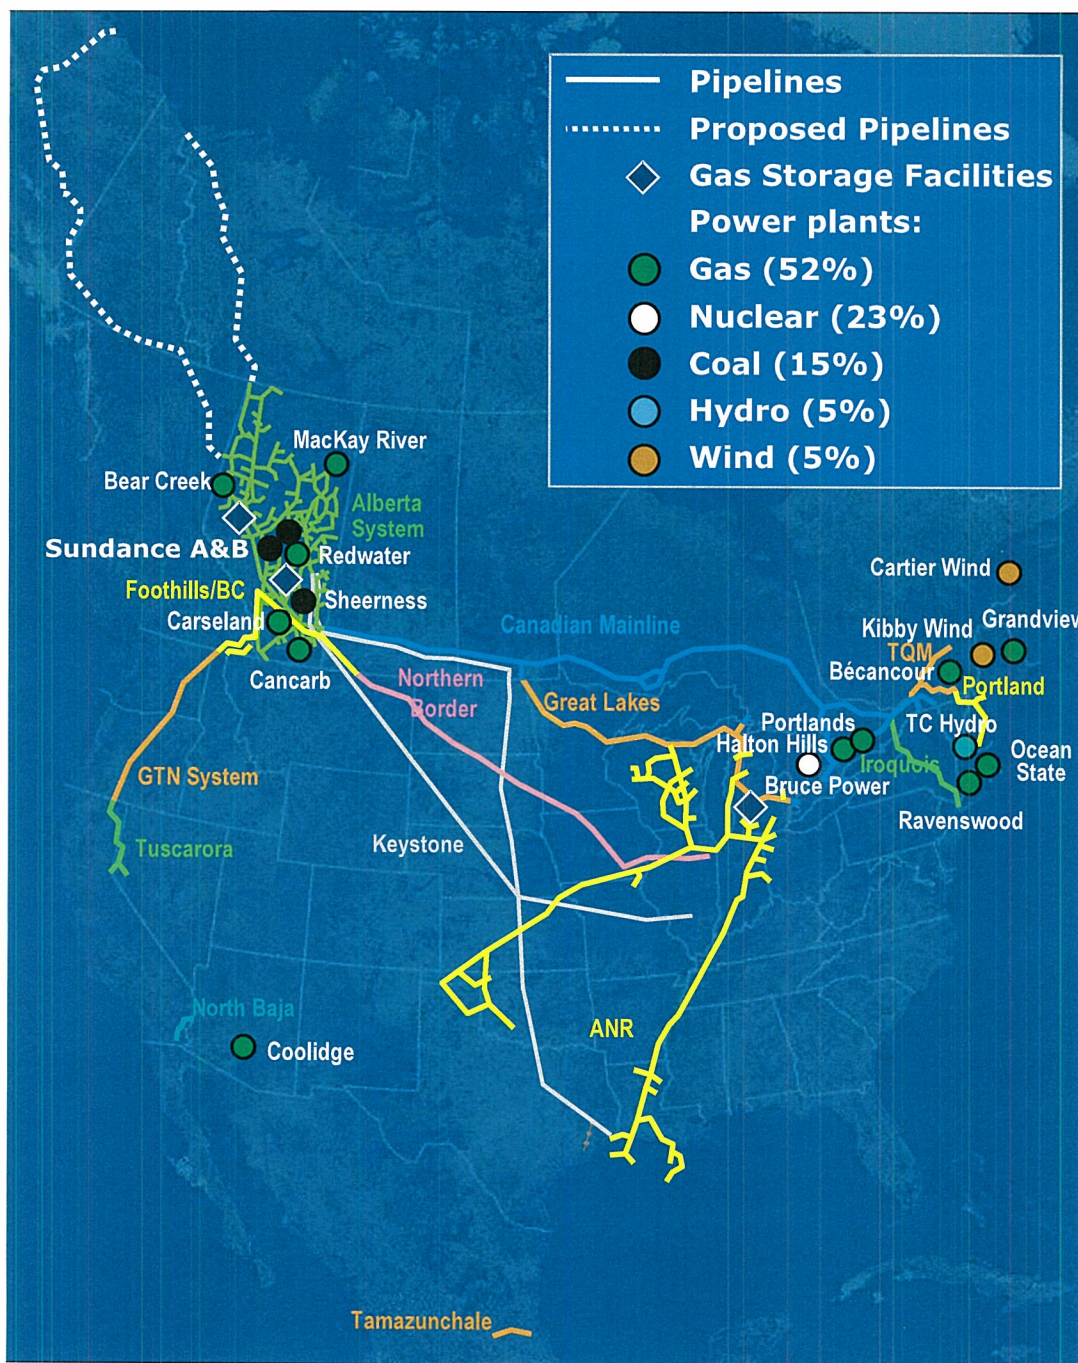 Pipelines
Proposed Pipelines
Gas Storage Facilities
Power plants:
Gas (52%)
Nuclear (23%)
Coal (15%)
Hydro (5%)
Wind (5%)
MacKay River
Bear Creek
Alberta
System
Sundance A&B
Redwater
Foothills/BC
Sheerness
Carseland
Cancarb
Cartier Wind
Grandview
Kibby Wind
TQM
Bécancour
Portland
Canadian Mainline
Northern
Border
Great Lakes
Portlands
Halton Hills
TC Hydro
Iroquois
Ocean
State
Bruce Power
Ravenswood
GTN System
Tuscarora
Keystone
North Baja
Coolidge
ANR
Tamazunchale